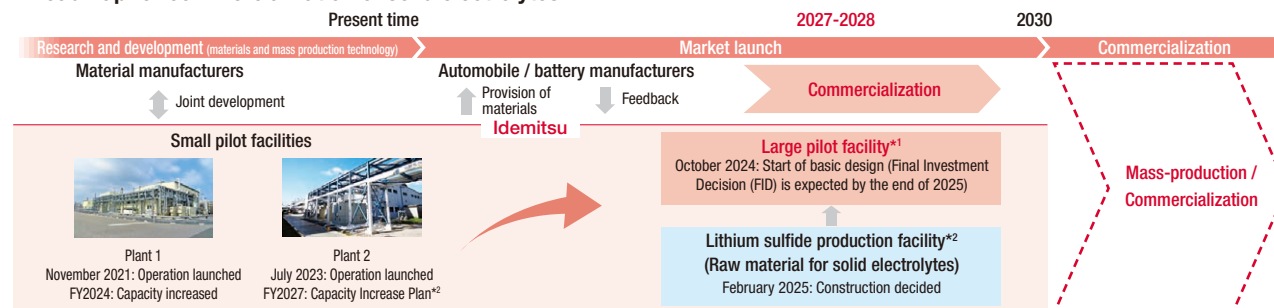 Present time
2027-2028
2030
Research and development (materials and mass production technology)
Market launch
Commercialization
Material manufacturers
Joint development
Automobile / battery manufacturers
Provision of
materials
Feedback
Commercialization
Idemitsu
Small pilot facilities
Plant 1
November 2021: Operation launched
FY2024: Capacity increased
Plant 2
July 2023: Operation launched
FY2027: Capacity Increase Plan*2
Large pilot facility*1
October 2024: Start of basic design (Final Investment
Decision (FID) is expected by the end of 2025)
Lithium sulfide production facility*2
(Raw material for solid electrolytes)
February 2025: Construction decided
Mass-production /
Commercialization